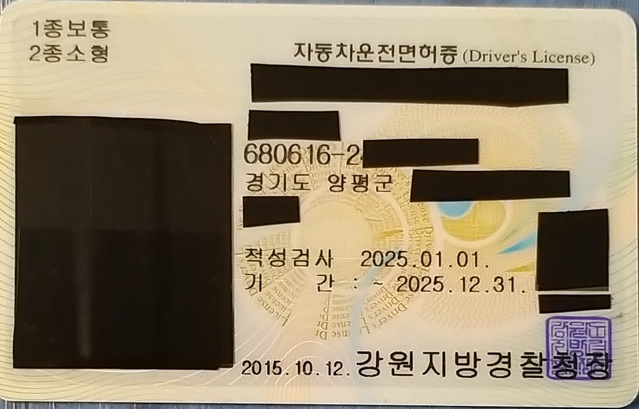 1종보통
2종소형
자동차운전면허증 (Driver's License)
680616-2
경기도 양평군
적성검사 2025.01.01.
기 간 : ~ 2025.12.31.
2015.10.12. 강원지방경찰청장